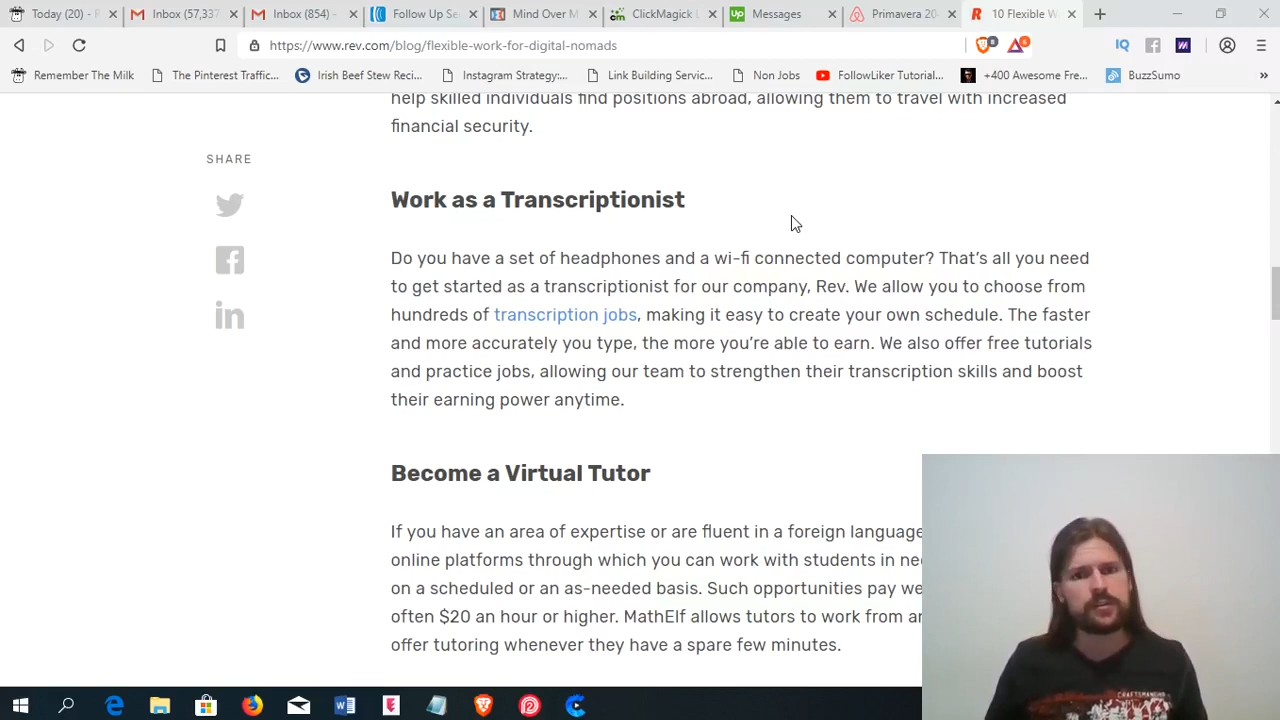 Today (20) - R
Inbox (57,337
Inbox (854) -
Follow Up Se
Mind Over M
ClickMagick L
Messages
Primavera 20
10 Flexible W
https://www.rev.com/blog/flexible-work-for-digital-nomads
8
6
IQ
Remember The Milk
The Pinterest Traffic...
Irish Beef Stew Reci...
Instagram Strategy:...
Link Building Servic...
Non Jobs
FollowLiker Tutorial...
+400 Awesome Fre...
BuzzSumo
help skilled individuals find positions abroad, allowing them to travel with increased
financial security.
SHARE
Work as a Transcriptionist
Do you have a set of headphones and a wi-fi connected computer? That's all you need
to get started as a transcriptionist for our company, Rev. We allow you to choose from
hundreds of transcription jobs, making it easy to create your own schedule. The faster
and more accurately you type, the more you're able to earn. We also offer free tutorials
and practice jobs, allowing our team to strengthen their transcription skills and boost
their earning power anytime.
Become a Virtual Tutor
If you have an area of expertise or are fluent in a foreign language
online platforms through which you can work with students in
on a scheduled or an as-needed basis. Such opportunities pay
often $20 an hour or higher. MathElf allows tutors to work from
offer tutoring whenever they have a spare few minutes.
CRAFTSMANSHIP